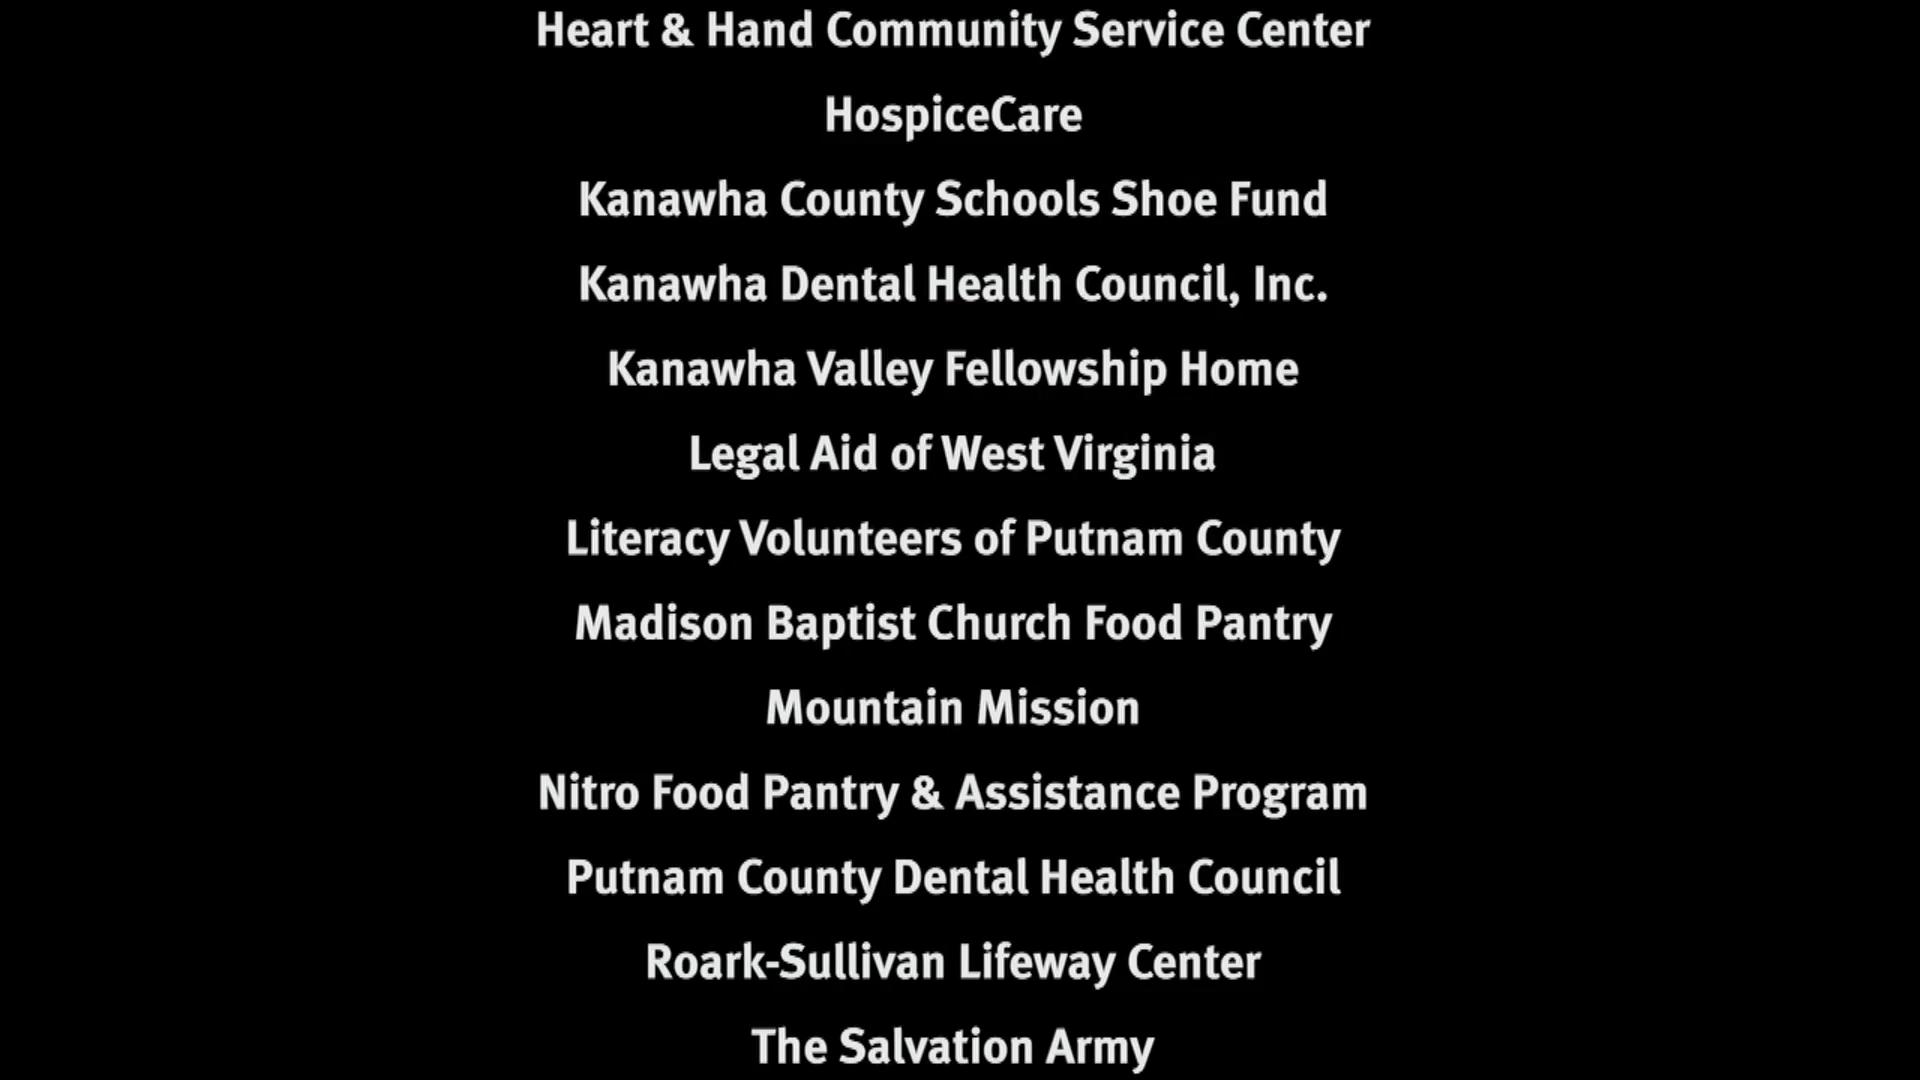 Heart & Hand Community Service Center
HospiceCare
Kanawha County Schools Shoe Fund
Kanawha Dental Health Council, Inc.
Kanawha Valley Fellowship Home
Legal Aid of West Virginia
Literacy Volunteers of Putnam County
Madison Baptist Church Food Pantry
Mountain Mission
Nitro Food Pantry & Assistance Program
Putnam County Dental Health Council
Roark-Sullivan Lifeway Center
The Salvation Army